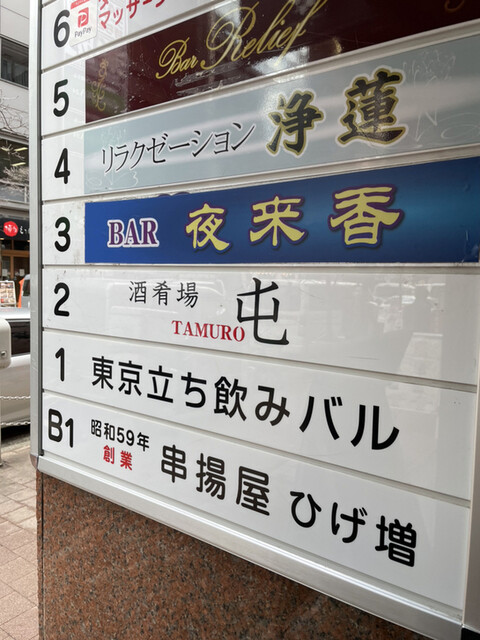 6 マッサージ
PayPay
5 Bar Relief
4 リラクゼーション 浄蓮
3 BAR 夜来香
2 酒肴場 屯
TAMURO
1 東京立ち飲みバル
B1 昭和59年 串揚屋 ひげ増
創業